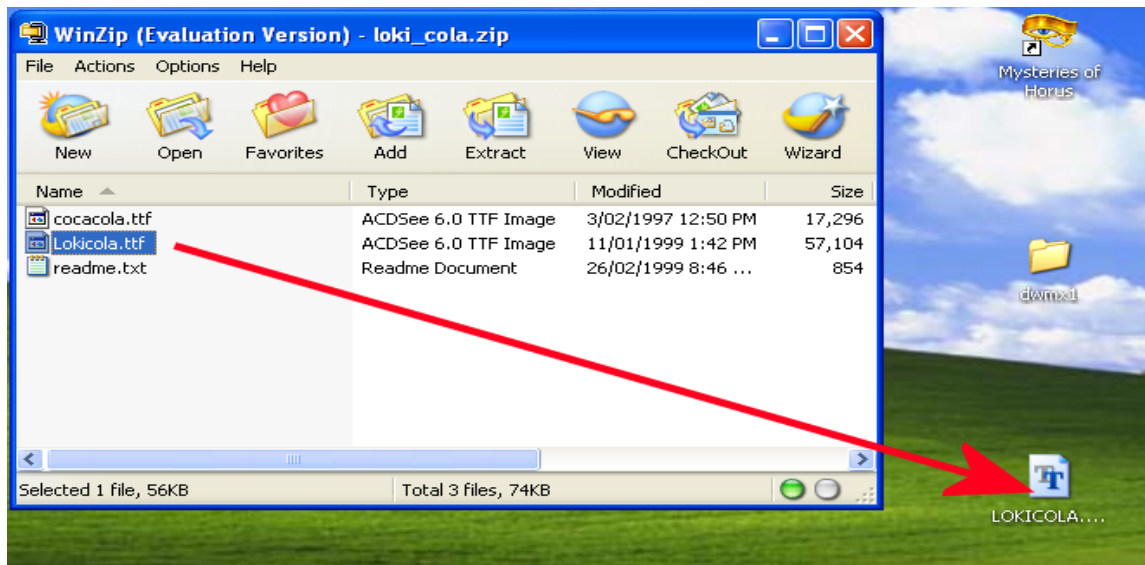 WinZip (Evaluation Version) - loki_cola.zip
File Actions Options Help
New Open Favorites Add Extract View CheckOut Wizard
Name Type Modified Size
cocacola.ttf ACDSee 6.0 TTF Image 3/02/1997 12:50 PM 17,296
Lokicola.ttf ACDSee 6.0 TTF Image 11/01/1999 1:42 PM 57,104
readme.txt Readme Document 26/02/1999 8:46 ... 854
Selected 1 file, 56KB Total 3 files, 74KB
Mysteries of
Horus
dwmx1
LOKICOLA....